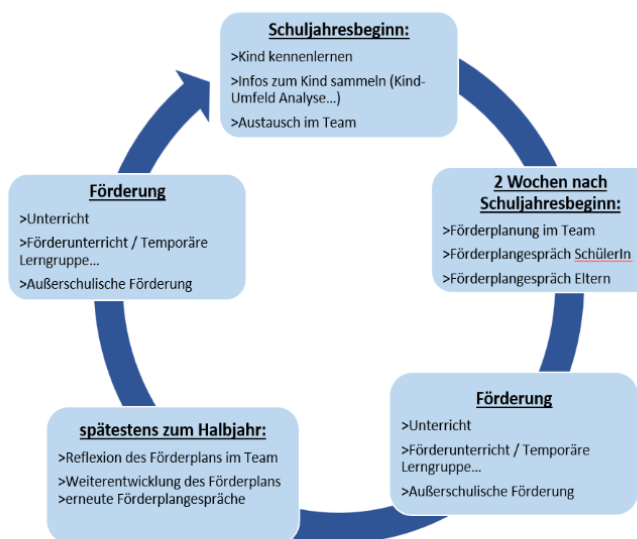 Schuljahresbeginn:
>Kind kennenlernen
>Infos zum Kind sammeln (Kind-
Umfeld Analyse...)
>Austausch im Team
2 Wochen nach
Schuljahresbeginn:
>Förderplanung im Team
>Förderplangespräch SchülerIn
>Förderplangespräch Eltern
Förderung
>Unterricht
>Förderunterricht / Temporäre
Lerngruppe...
>Außerschulische Förderung
spätestens zum Halbjahr:
>Reflexion des Förderplans im Team
>Weiterentwicklung des Förderplans
>erneute Förderplangespräche
Förderung
>Unterricht
>Förderunterricht / Temporäre
Lerngruppe...
>Außerschulische Förderung